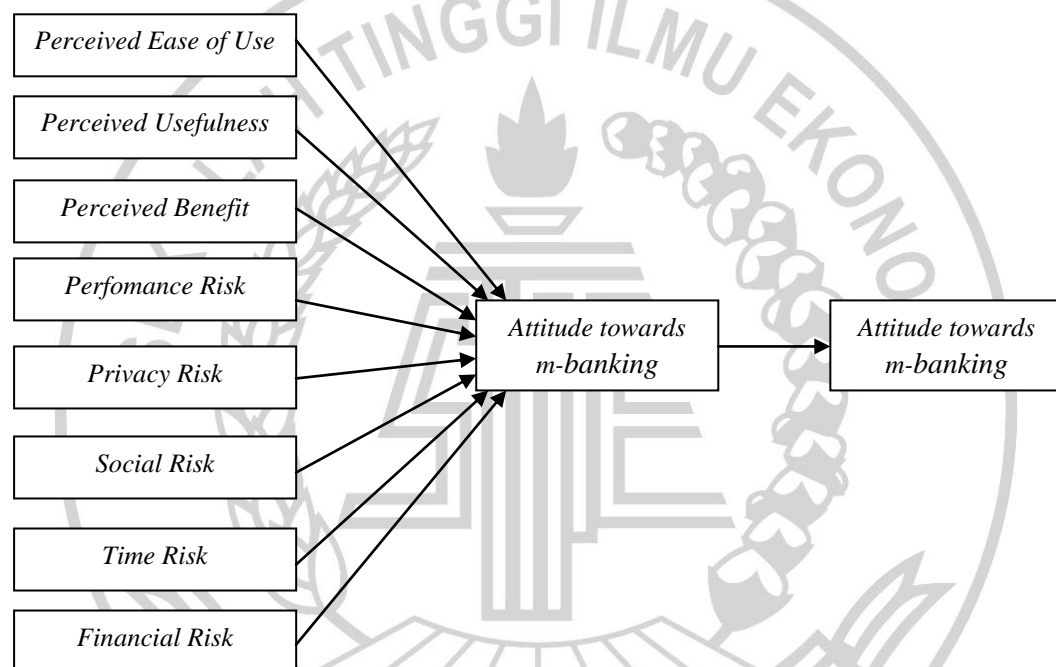 Perceived Ease of Use
Perceived Usefulness
Perceived Benefit
Perfomance Risk
Privacy Risk
Social Risk
Time Risk
Financial Risk
Attitude towards
m-banking
Attitude towards
m-banking
TINGGI ILMU EKONO